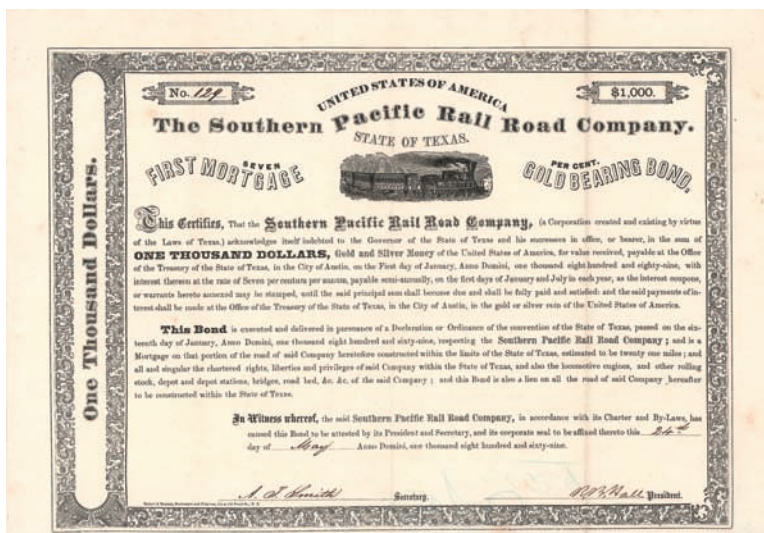 No. 129
UNITED STATES OF AMERICA
$1,000.
The Southern Pacific Rail Road Company.
STATE OF TEXAS.
FIRST MORTGAGE SEVEN PER CENT. GOLD BEARING BOND,
One Thousand Dollars.
This Certifies, That the Southern Pacific Rail Road Company, (a Corporation created and existing by virtue
of the Laws of Texas,) acknowledges itself indebted to the Governor of the State of Texas and his successors in office, or bearer, in the sum of
ONE THOUSAND DOLLARS, Gold and Silver Money of the United States of America, for value received, payable at the Office
of the Treasury of the State of Texas, in the City of Austin, on the First day of January, Anno Domini, one thousand eight hundred and eighty-nine, with
interest thereon at the rate of Seven per centum per annum, payable semi-annually, on the first days of January and July in each year, as the interest coupons,
or warrants hereto annexed may be stamped, until the said principal sum shall become due and shall be fully paid and satisfied: and the said payments of in-
terest shall be made at the Office of the Treasury of the State of Texas, in the City of Austin, in the gold or silver coin of the United States of America.
This Bond is executed and delivered in pursuance of a Declaration or Ordinance of the convention of the State of Texas, passed on the six-
teenth day of January, Anno Domini, one thousand eight hundred and sixty-nine, respecting the Southern Pacific Rail Road Company; and is a
Mortgage on that portion of the road of said Company heretofore constructed within the limits of the State of Texas, estimated to be twenty one miles; and
all and singular the chartered rights, liberties and privileges of said Company within the State of Texas, and also the locomotive engines, and other rolling
stock, depot and depot stations, bridges, road bed, &c. &c. of the said Company; and this Bond is also a lien on all the road of said Company hereafter
to be constructed within the State of Texas.
In Witness whereof, the said Southern Pacific Rail Road Company, in accordance with its Charter and By-Laws, has
caused this Bond to be attested by its President and Secretary, and its corporate seal to be affixed thereto this 24th
day of May Anno Domini, one thousand eight hundred and sixty-nine.
A. T. Smith Secretary. B. B. Hall President.